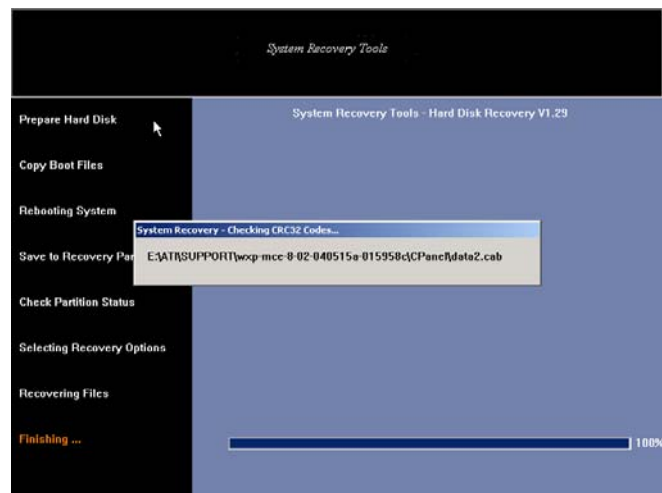 System Recovery Tools
System Recovery Tools - Hard Disk Recovery V1.29
Prepare Hard Disk
Copy Boot Files
Rebooting System
System Recovery - Checking CRC32 Codes...
Save to Recovery Par
E:\ATI\SUPPORT\wxp-mce-8-02-040515a-015958c\CPanel\data2.cab
Check Partition Status
Selecting Recovery Options
Recovering Files
Finishing ...
100%